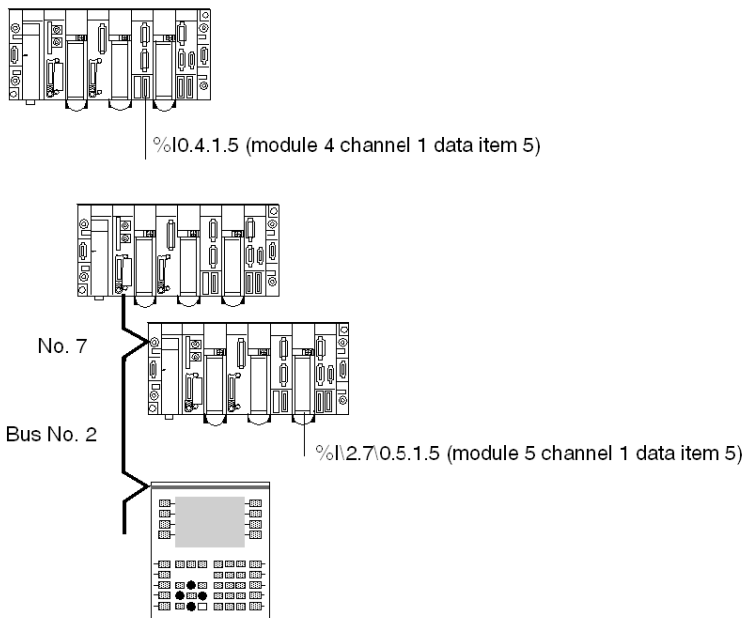 %I0.4.1.5 (module 4 channel 1 data item 5)
No. 7
Bus No. 2
%I\2.7\0.5.1.5 (module 5 channel 1 data item 5)